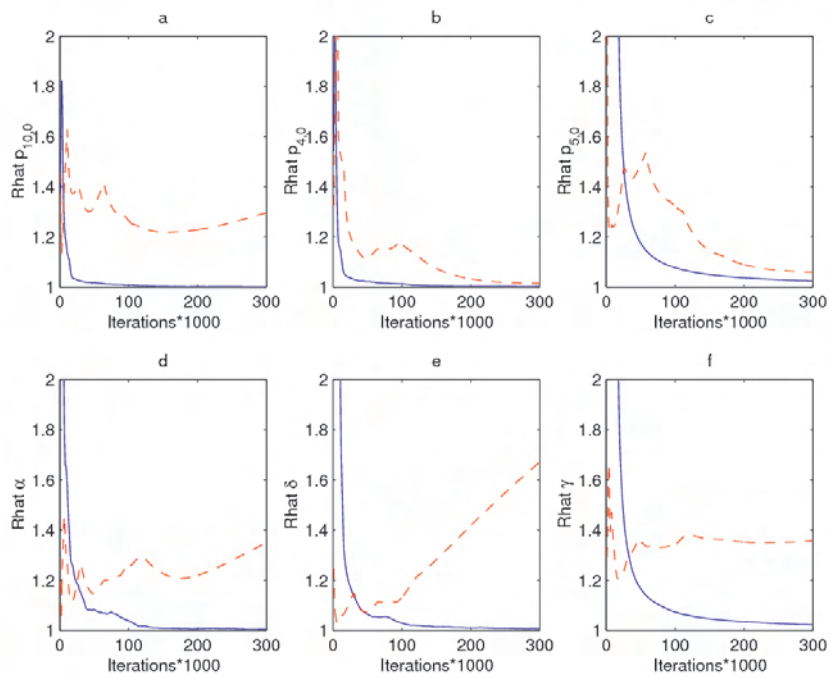 a
2
1.8
1.6
1.4
1.2
1
Rhat p10,0
0 100 200 300
Iterations*1000
b
2
1.8
1.6
1.4
1.2
1
Rhat p4,0
0 100 200 300
Iterations*1000
c
2
1.8
1.6
1.4
1.2
1
Rhat p5,0
0 100 200 300
Iterations*1000
d
2
1.8
1.6
1.4
1.2
1
Rhat α
0 100 200 300
Iterations*1000
e
2
1.8
1.6
1.4
1.2
1
Rhat δ
0 100 200 300
Iterations*1000
f
2
1.8
1.6
1.4
1.2
1
Rhat γ
0 100 200 300
Iterations*1000